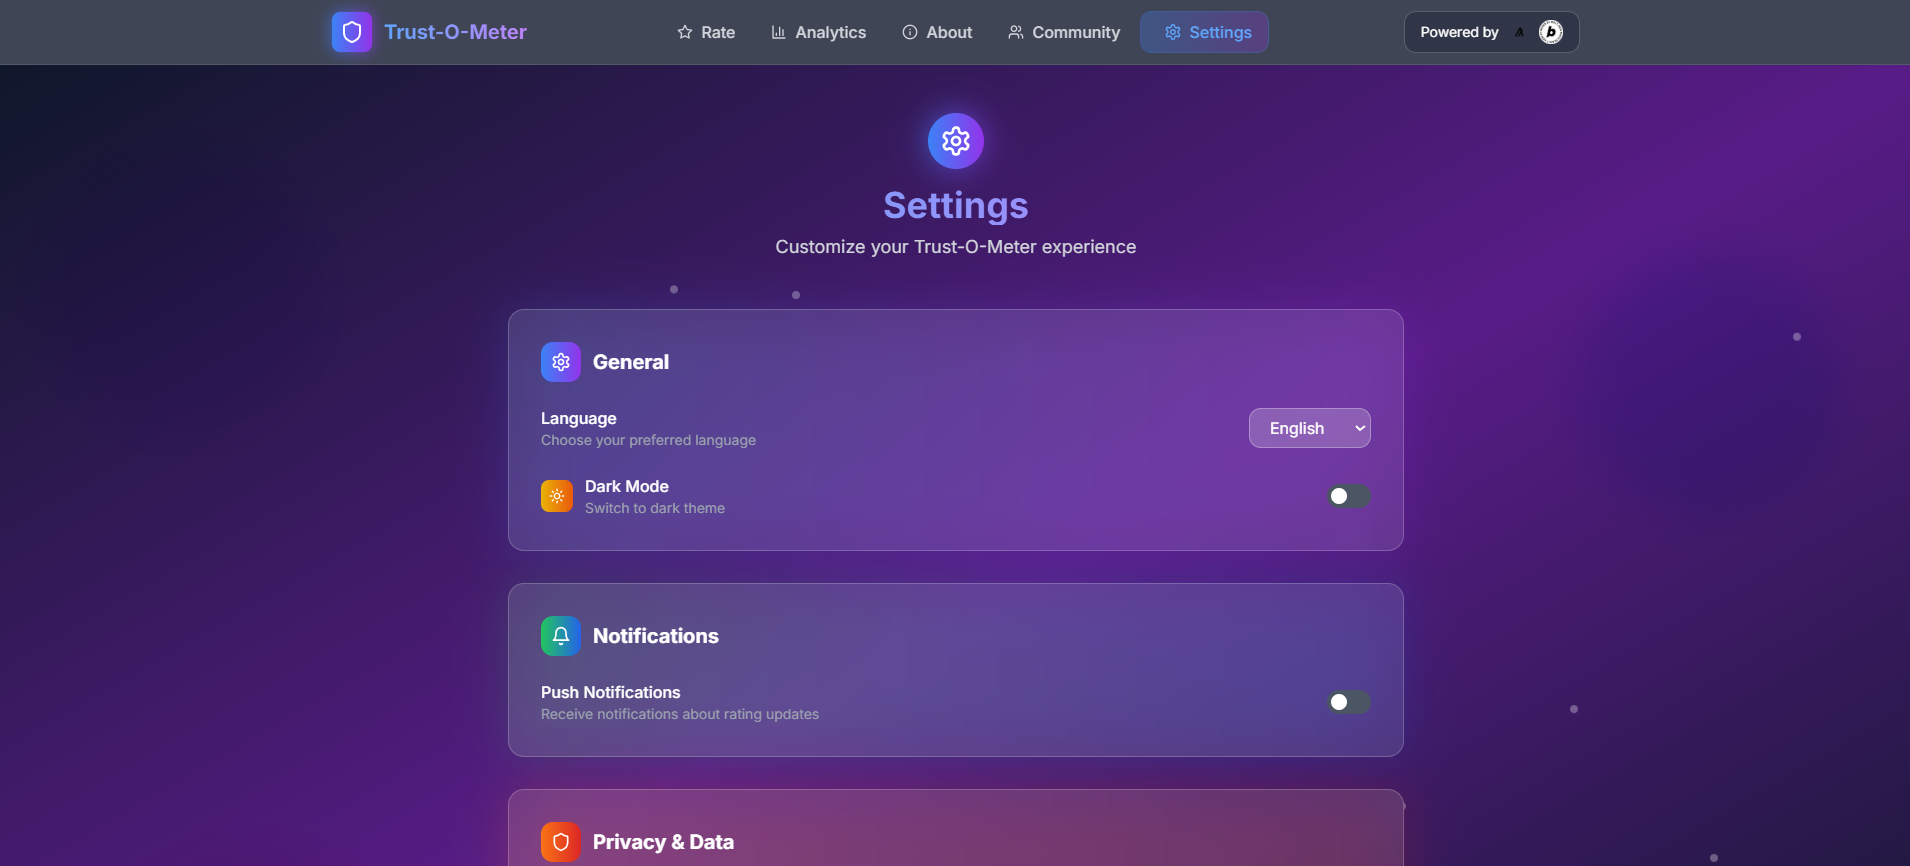 Trust-O-Meter
Rate
Analytics
About
Community
Settings
Powered by
b
Settings
Customize your Trust-O-Meter experience
General
Language
Choose your preferred language
English
Dark Mode
Switch to dark theme
Notifications
Push Notifications
Receive notifications about rating updates
Privacy & Data